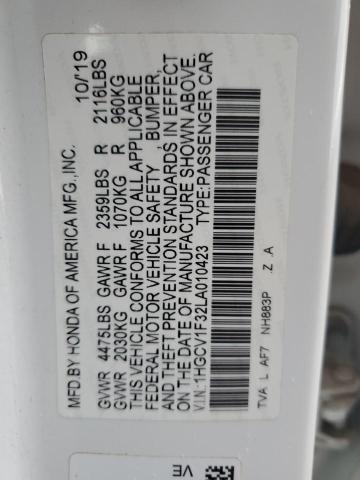 MFD.BY HONDA OF AMERICA MFG.,INC. 10/'19
GVWR 4475LBS GAWR F 2359LBS R 2116LBS
GVWR 2030KG GAWR F 1070KG R 960KG
THIS VEHICLE CONFORMS TO ALL APPLICABLE
FEDERAL MOTOR VEHICLE SAFETY , BUMPER,
AND THEFT PREVENTION STANDARDS IN EFFECT
ON THE DATE OF MANUFACTURE SHOWN ABOVE.
V.I.N.:1HGCV1F32LA010423 TYPE:PASSENGER CAR
TVA L AF7 NH883P .Z .A
VE